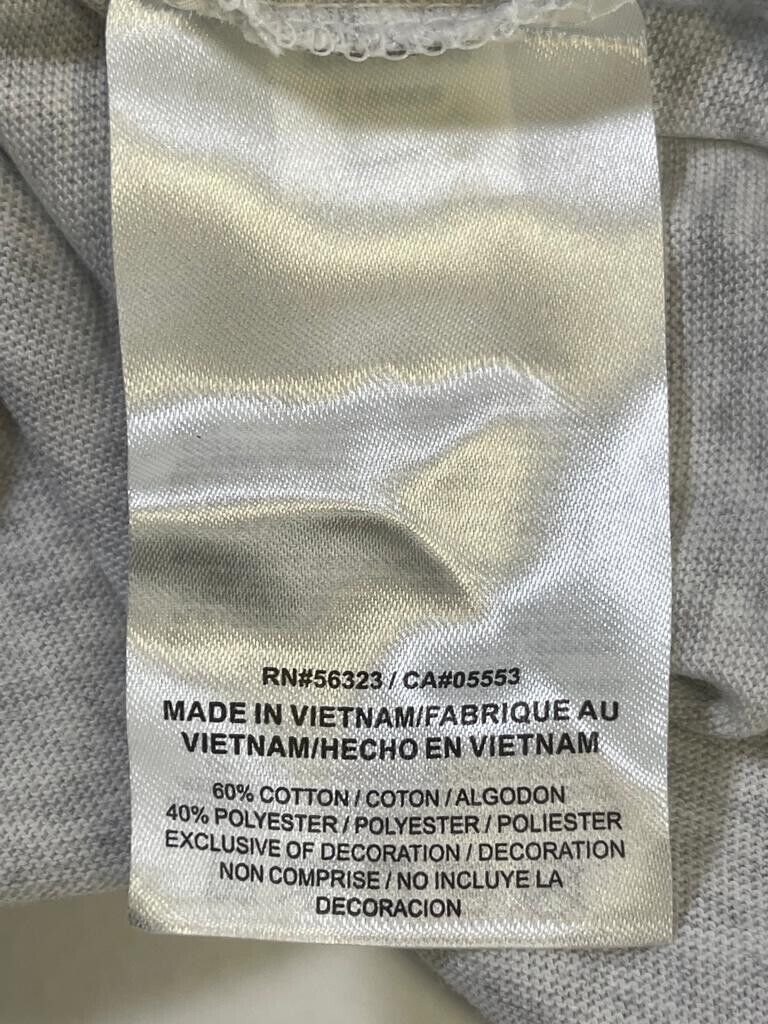 RN#56323 / CA#05553
MADE IN VIETNAM/FABRIQUE AU
VIETNAM/HECHO EN VIETNAM
60% COTTON / COTON / ALGODON
40% POLYESTER / POLYESTER / POLIESTER
EXCLUSIVE OF DECORATION / DECORATION
NON COMPRISE / NO INCLUYE LA
DECORACION